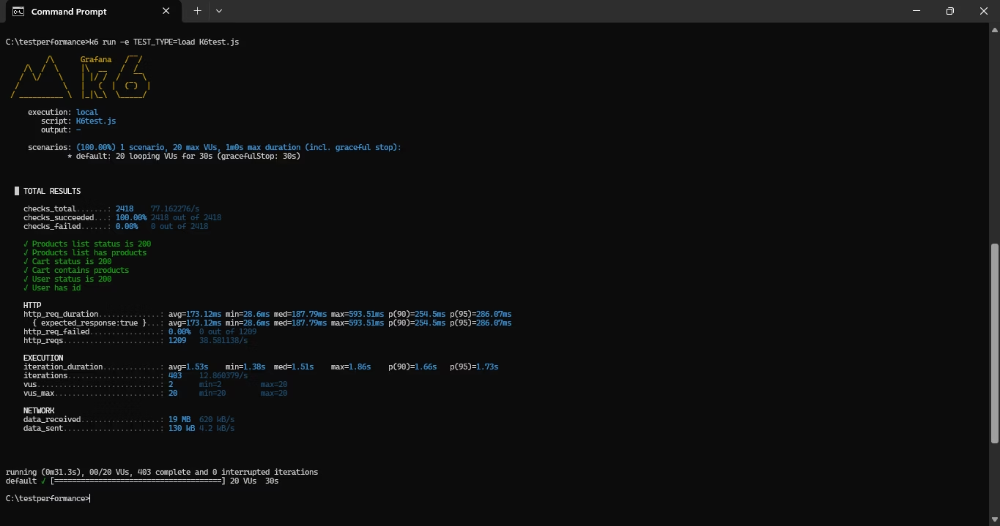 Command Prompt
C:\testperformance>k6 run -e TEST_TYPE=load K6test.js
Grafana
k6
execution: local
script: K6test.js
output: -
scenarios: (100.00%) 1 scenario, 20 max VUs, 1m0s max duration (incl. graceful stop):
* default: 20 looping VUs for 30s (gracefulStop: 30s)
TOTAL RESULTS
checks_total.......: 2418 77.162276/s
checks_succeeded...: 100.00% 2418 out of 2418
checks_failed......: 0.00% 0 out of 2418
√ Products list status is 200
√ Products list has products
√ Cart status is 200
√ Cart contains products
√ User status is 200
√ User has id
HTTP
http_req_duration..............: avg=173.12ms min=28.6ms med=187.79ms max=593.51ms p(90)=254.5ms p(95)=286.07ms
{ expected_response:true }...: avg=173.12ms min=28.6ms med=187.79ms max=593.51ms p(90)=254.5ms p(95)=286.07ms
http_req_failed................: 0.00% 0 out of 1209
http_reqs......................: 1209 38.581138/s
EXECUTION
iteration_duration.............: avg=1.53s min=1.38s med=1.51s max=1.86s p(90)=1.66s p(95)=1.73s
iterations.....................: 403 12.860379/s
vus............................: 2 min=2 max=20
vus_max........................: 20 min=20 max=20
NETWORK
data_received..................: 19 MB 620 kB/s
data_sent......................: 130 kB 4.2 kB/s
running (0m31.3s), 00/20 VUs, 403 complete and 0 interrupted iterations
default √ [======================================] 20 VUs 30s
C:\testperformance>